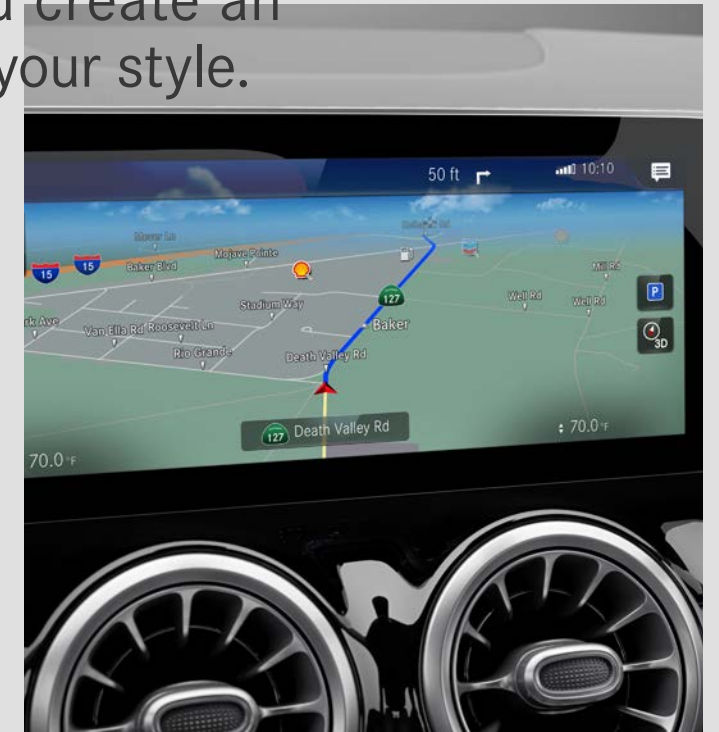 create an
your style.
50 ft
10:10
Meyer Ln
15
15
Baker Blvd
Mojave Pointe
Mill Rd
P
Stadium Way
127
Well Rd
Well Rd
Van Ella Rd
Roosevelt Ln
Baker
3D
Rio Grande
Death Valley Rd
127 Death Valley Rd
70.0 °F
70.0 °F